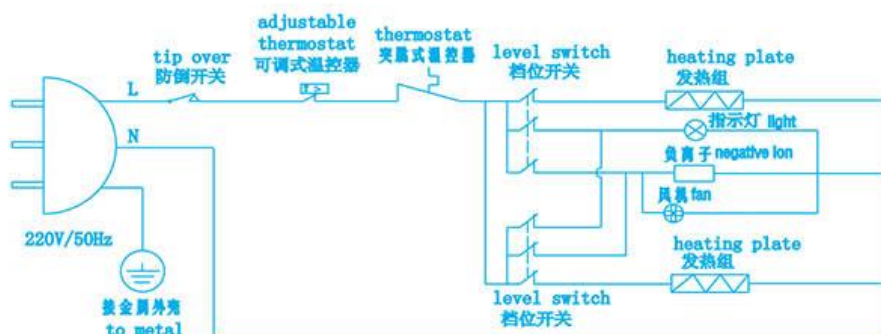 tip over
防倒开关
adjustable
thermostat
可调式温控器
thermostat
突跳式温控器
level switch
档位开关
heating plate
发热组
L
N
指示灯 light
负离子 negative ion
风机 fan
220V/50Hz
heating plate
发热组
接金属外壳
to metal
level switch
档位开关